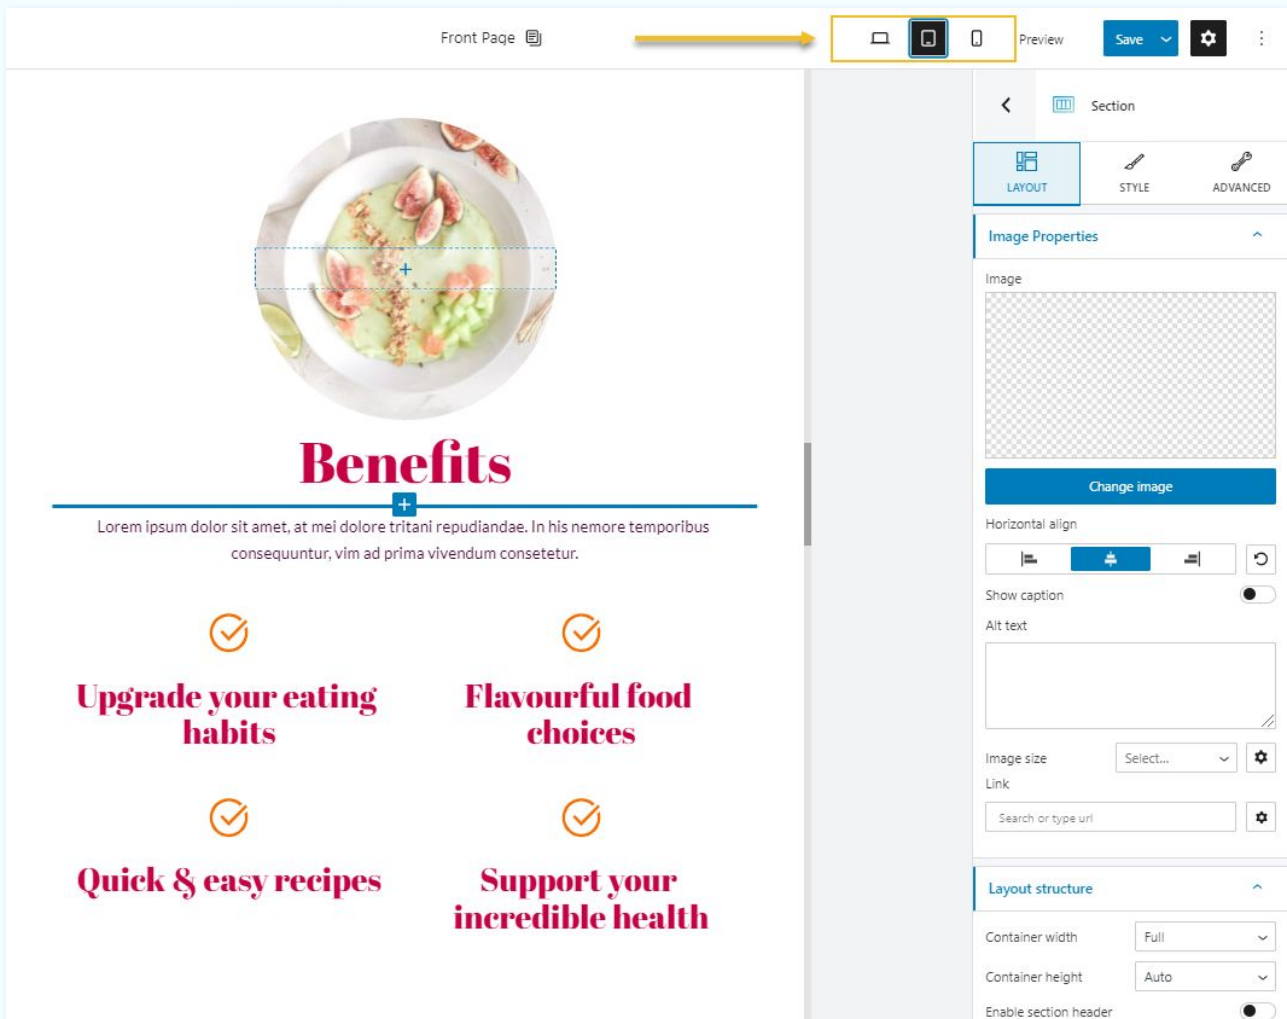 Front Page
Preview
Save
Section
LAYOUT
STYLE
ADVANCED
Image Properties
Image
Change image
Horizontal align
Show caption
Alt text
Image size
Select...
Link
Search or type url
Layout structure
Container width
Full
Container height
Auto
Enable section header
Benefits
Lorem ipsum dolor sit amet, at mei dolore tritani repudiandae. In his nemore temporibus
consequuntur, vim ad prima vivendum consetetur.
Upgrade your eating
habits
Flavourful food
choices
Quick & easy recipes
Support your
incredible health